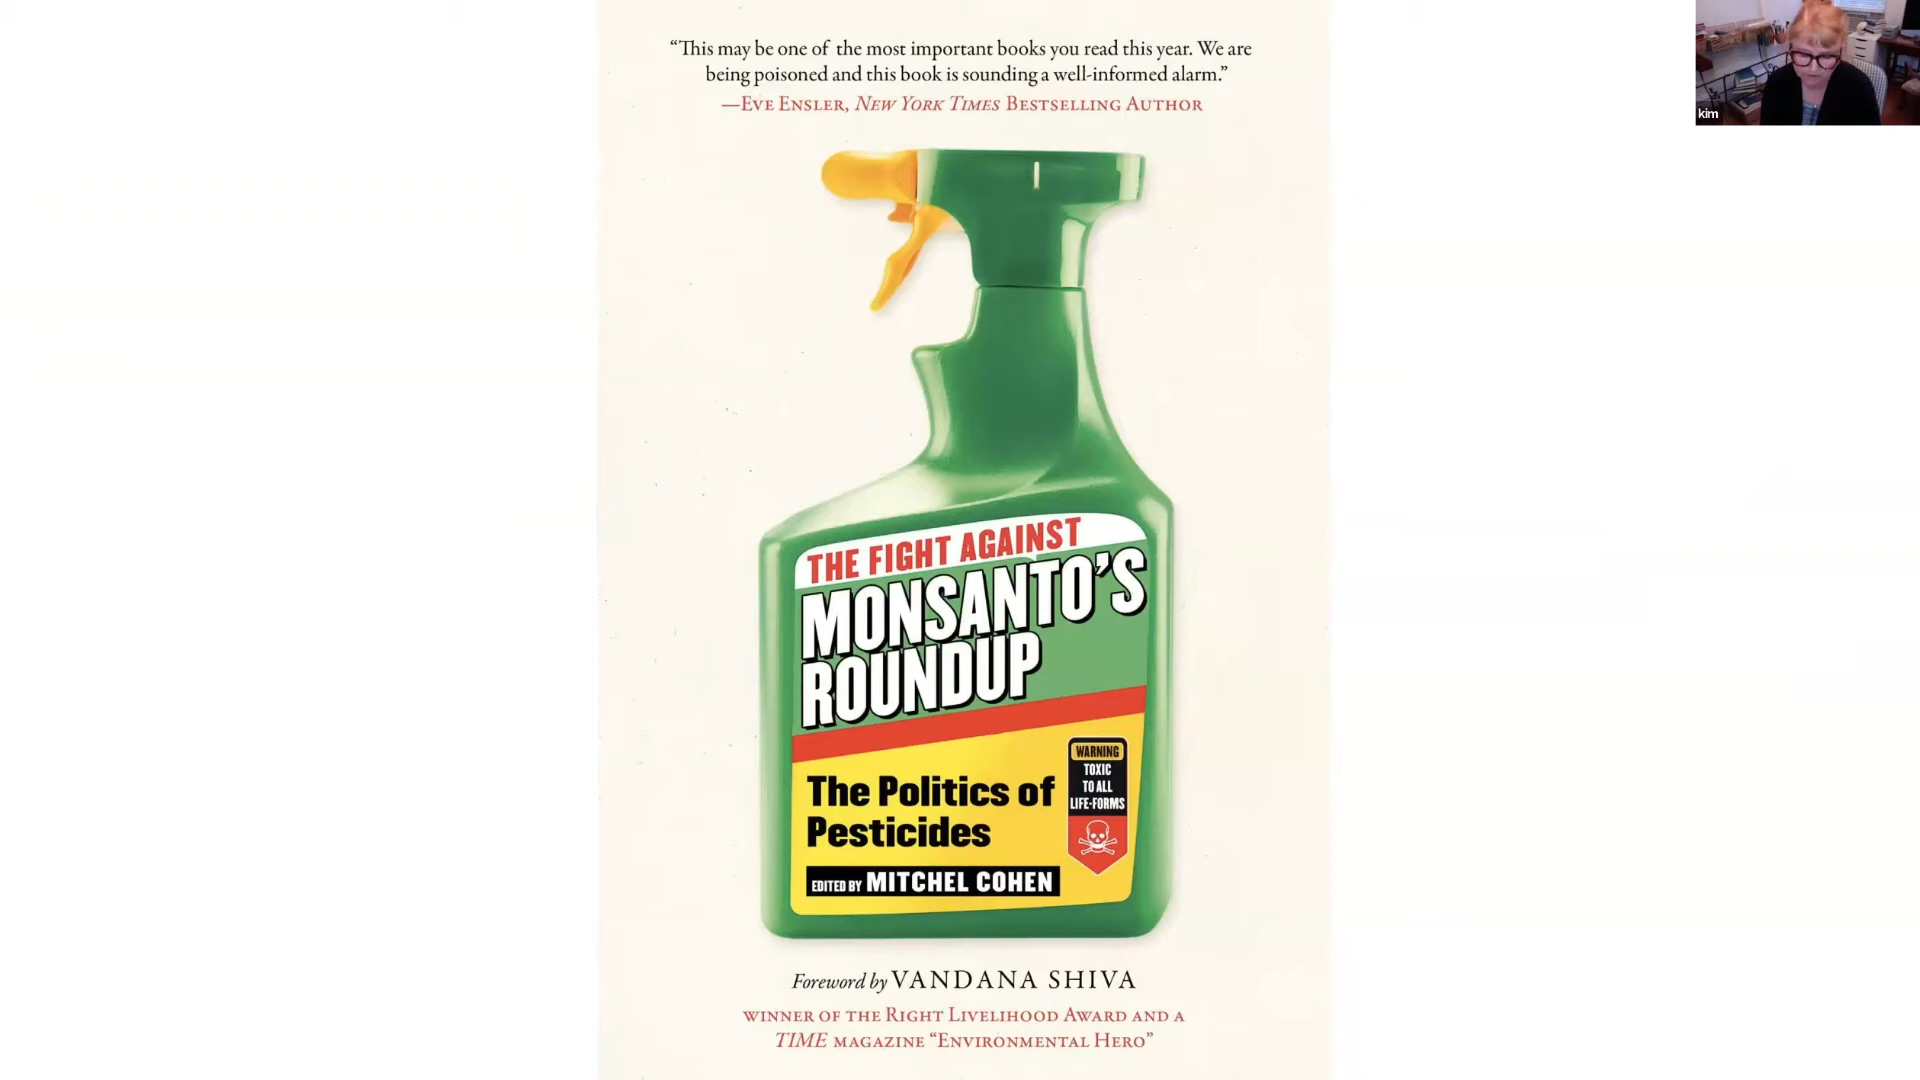 “This may be one of the most important books you read this year. We are
being poisoned and this book is sounding a well-informed alarm.”
—Eve Ensler, New York Times Bestselling Author
THE FIGHT AGAINST
MONSANTO’S
ROUNDUP
The Politics of
Pesticides
WARNING
TOXIC
TO ALL
LIFE-FORMS
EDITED BY MITCHEL COHEN
Foreword by VANDANA SHIVA
winner of the Right Livelihood Award and a
TIME magazine “Environmental Hero”
kim